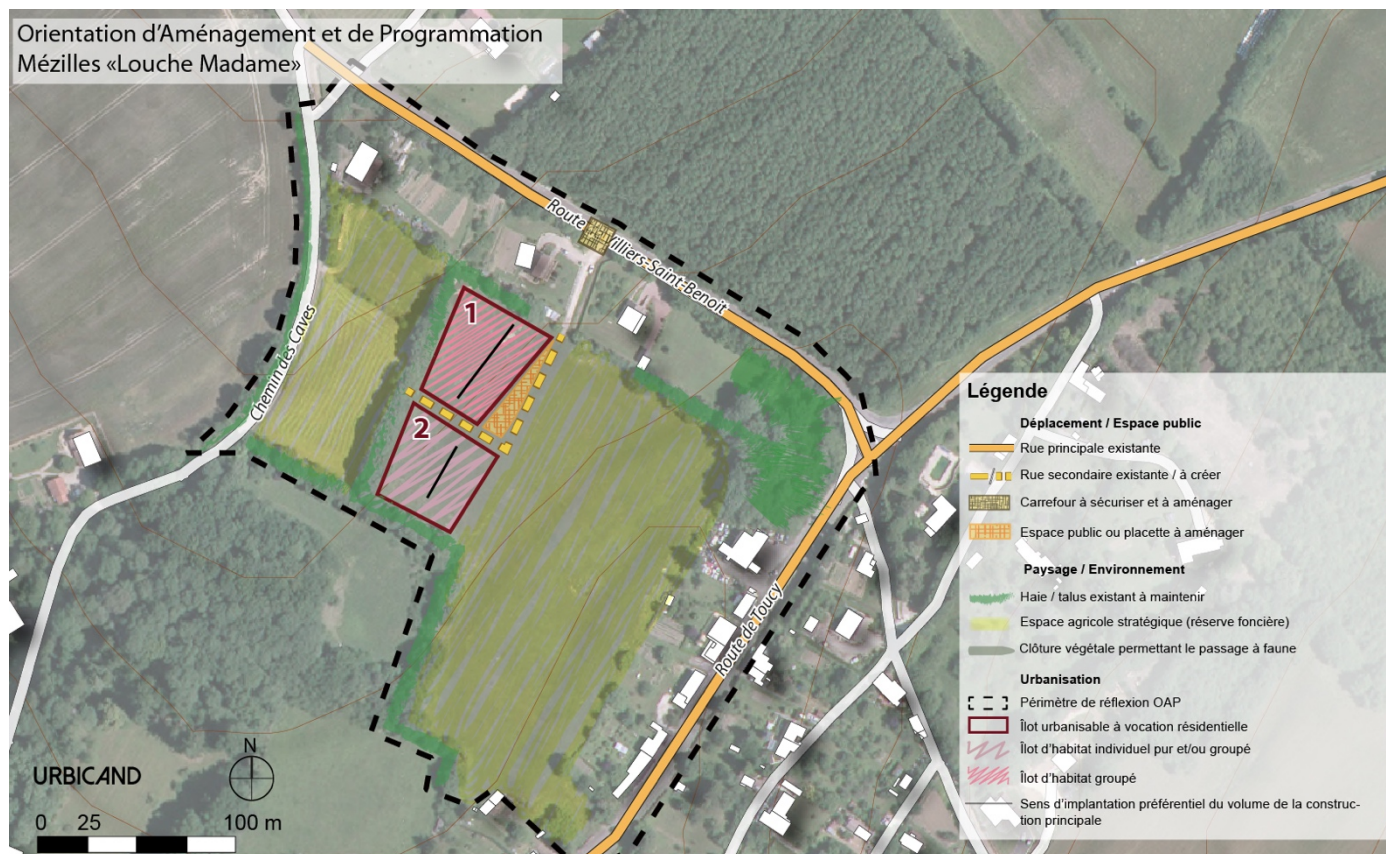 Orientation d'Aménagement et de Programmation
Mézilles «Louche Madame»
Route
Villiers-Saint-Benoit
Chemin des Caves
1
2
Route de Toucy
Légende
Déplacement / Espace public
Rue principale existante
Rue secondaire existante / à créer
Carrefour à sécuriser et à aménager
Espace public ou placette à aménager
Paysage / Environnement
Haie / talus existant à maintenir
Espace agricole stratégique (réserve foncière)
Clôture végétale permettant le passage à faune
Urbanisation
Périmètre de réflexion OAP
Îlot urbanisable à vocation résidentielle
Îlot d'habitat individuel pur et/ou groupé
Îlot d'habitat groupé
Sens d'implantation préférentiel du volume de la construc-
tion principale
URBICAND
N
0 25 100 m